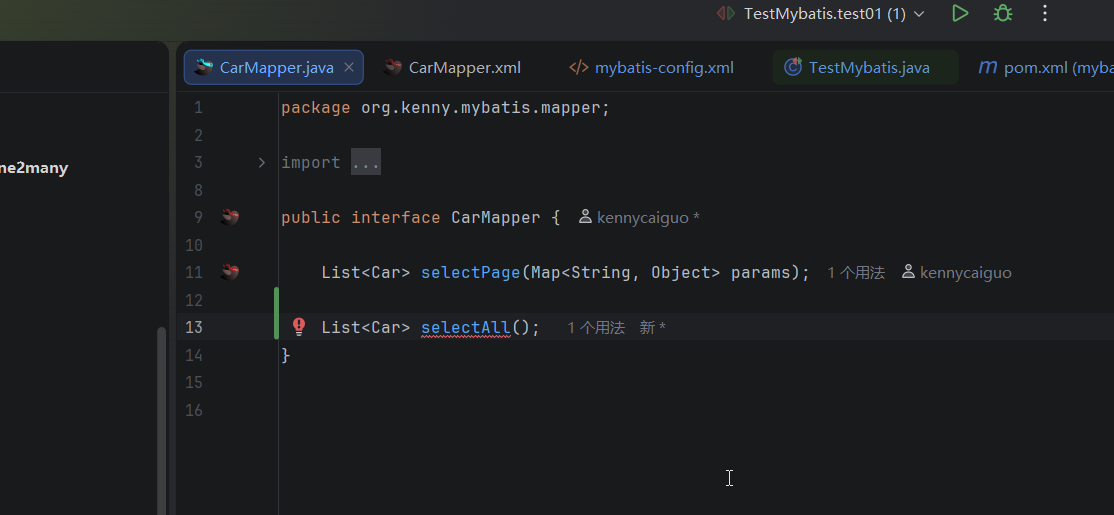 TestMybatis.test01 (1)
CarMapper.java
CarMapper.xml
mybatis-config.xml
TestMybatis.java
pom.xml (myba
ne2many
1 package org.kenny.mybatis.mapper;
2
3 import ...
8
9 public interface CarMapper { kennycaiguo *
10
11 List<Car> selectPage(Map<String, Object> params); 1 个用法 kennycaiguo
12
13 List<Car> selectAll(); 1 个用法 新 *
14 }
15
16